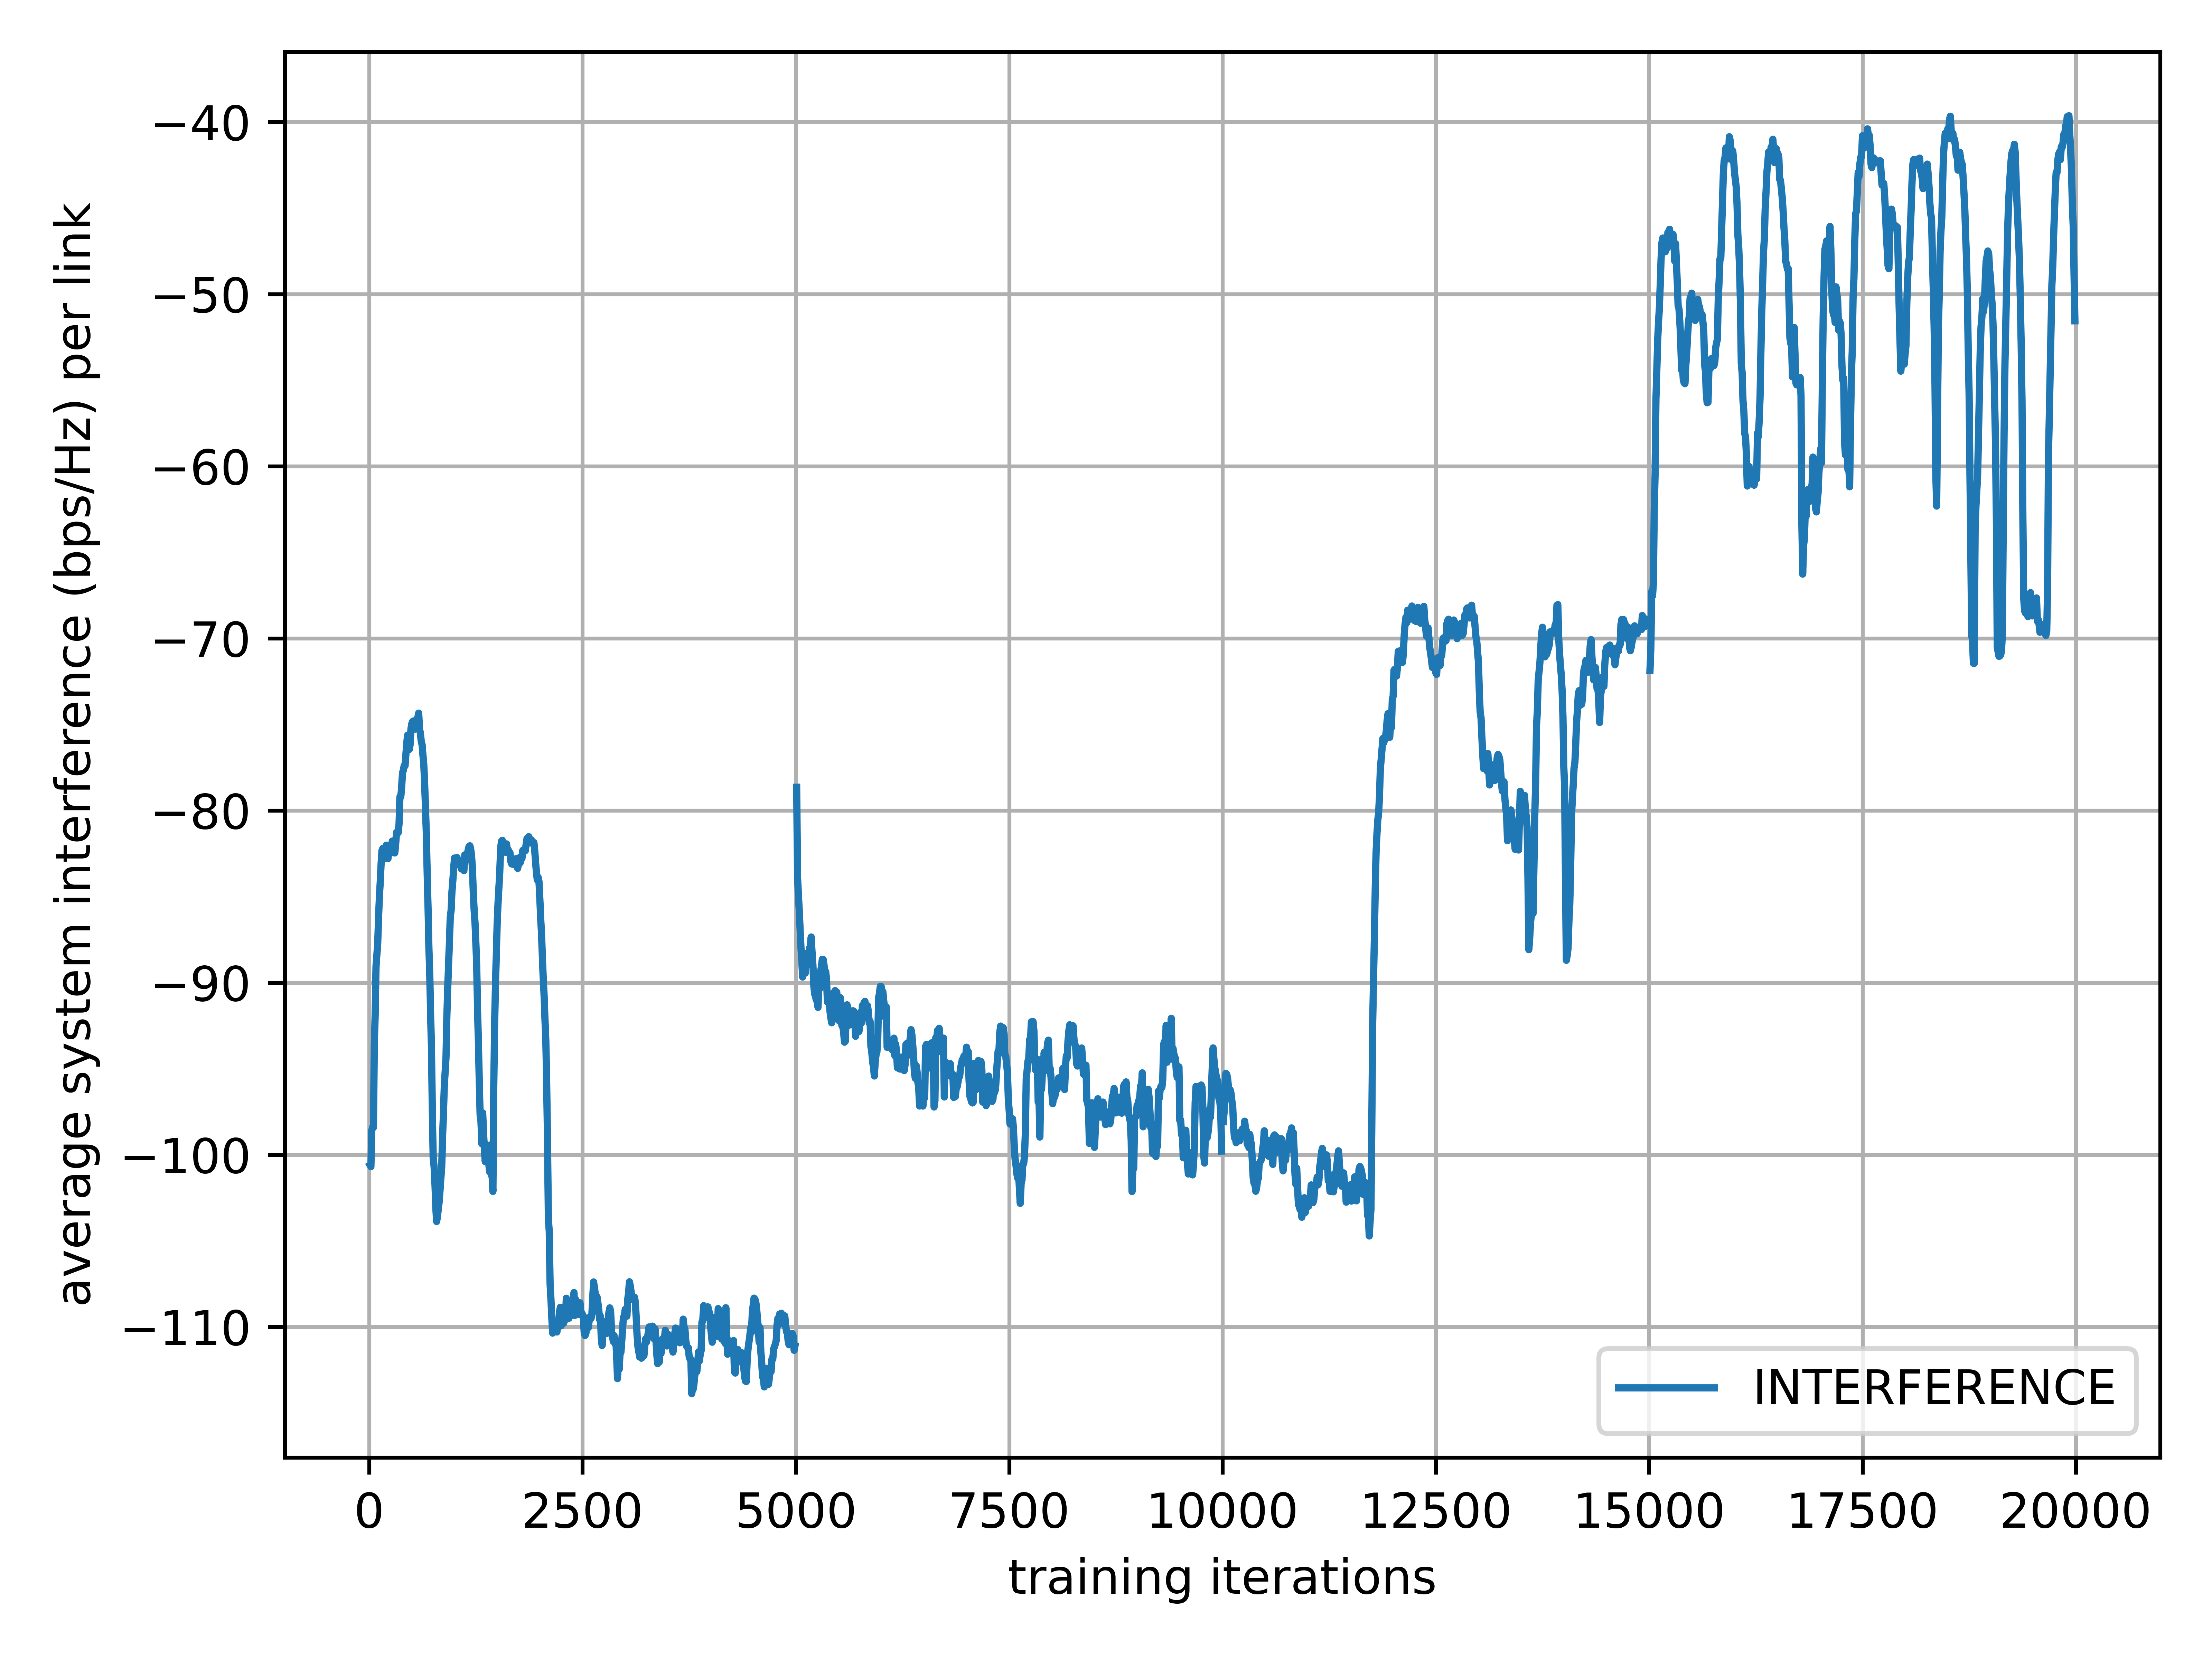 average system interference (bps/Hz) per link
−40
−50
−60
−70
−80
−90
−100
−110
INTERFERENCE
0 2500 5000 7500 10000 12500 15000 17500 20000
training iterations